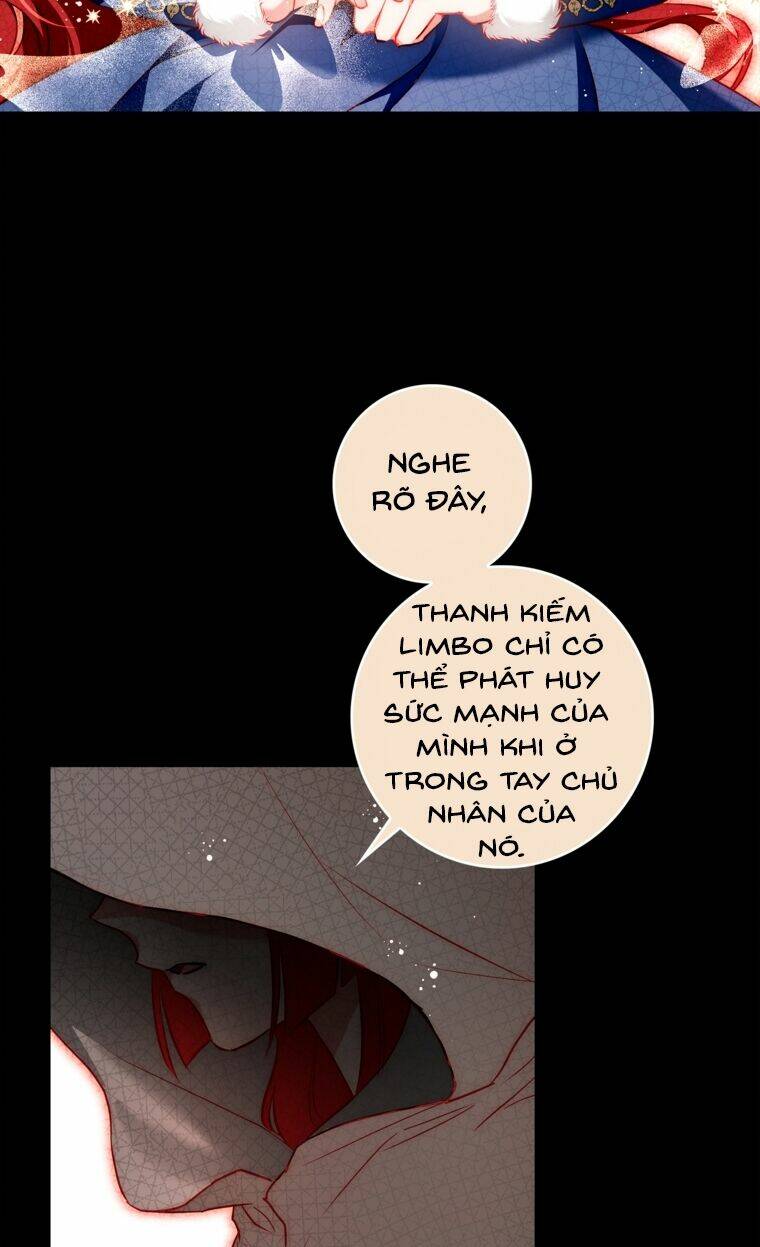 NGHE
RÕ ĐÂY,
THANH KIẾM
LIMBO CHỈ CÓ
THỂ PHÁT HUY
SỨC MẠNH CỦA
MÌNH KHI Ở
TRONG TAY CHỦ
NHÂN CỦA
NÓ.